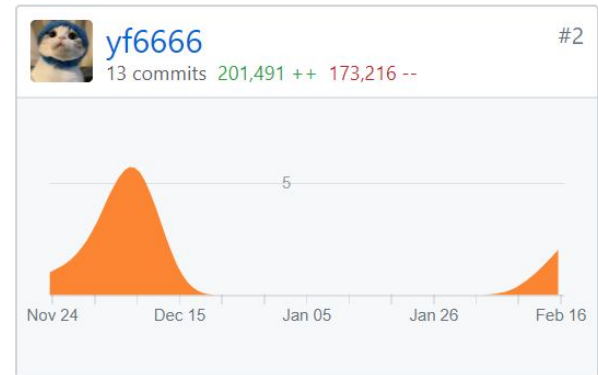 yf6666
#2
13 commits 201,491 ++ 173,216 --
5
Nov 24 Dec 15 Jan 05 Jan 26 Feb 16